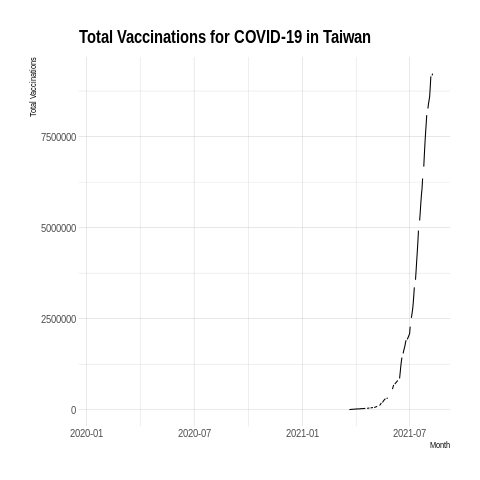 Total Vaccinations for COVID-19 in Taiwan
Total Vaccinations
7500000
5000000
2500000
0
2020-01 2020-07 2021-01 2021-07
Month